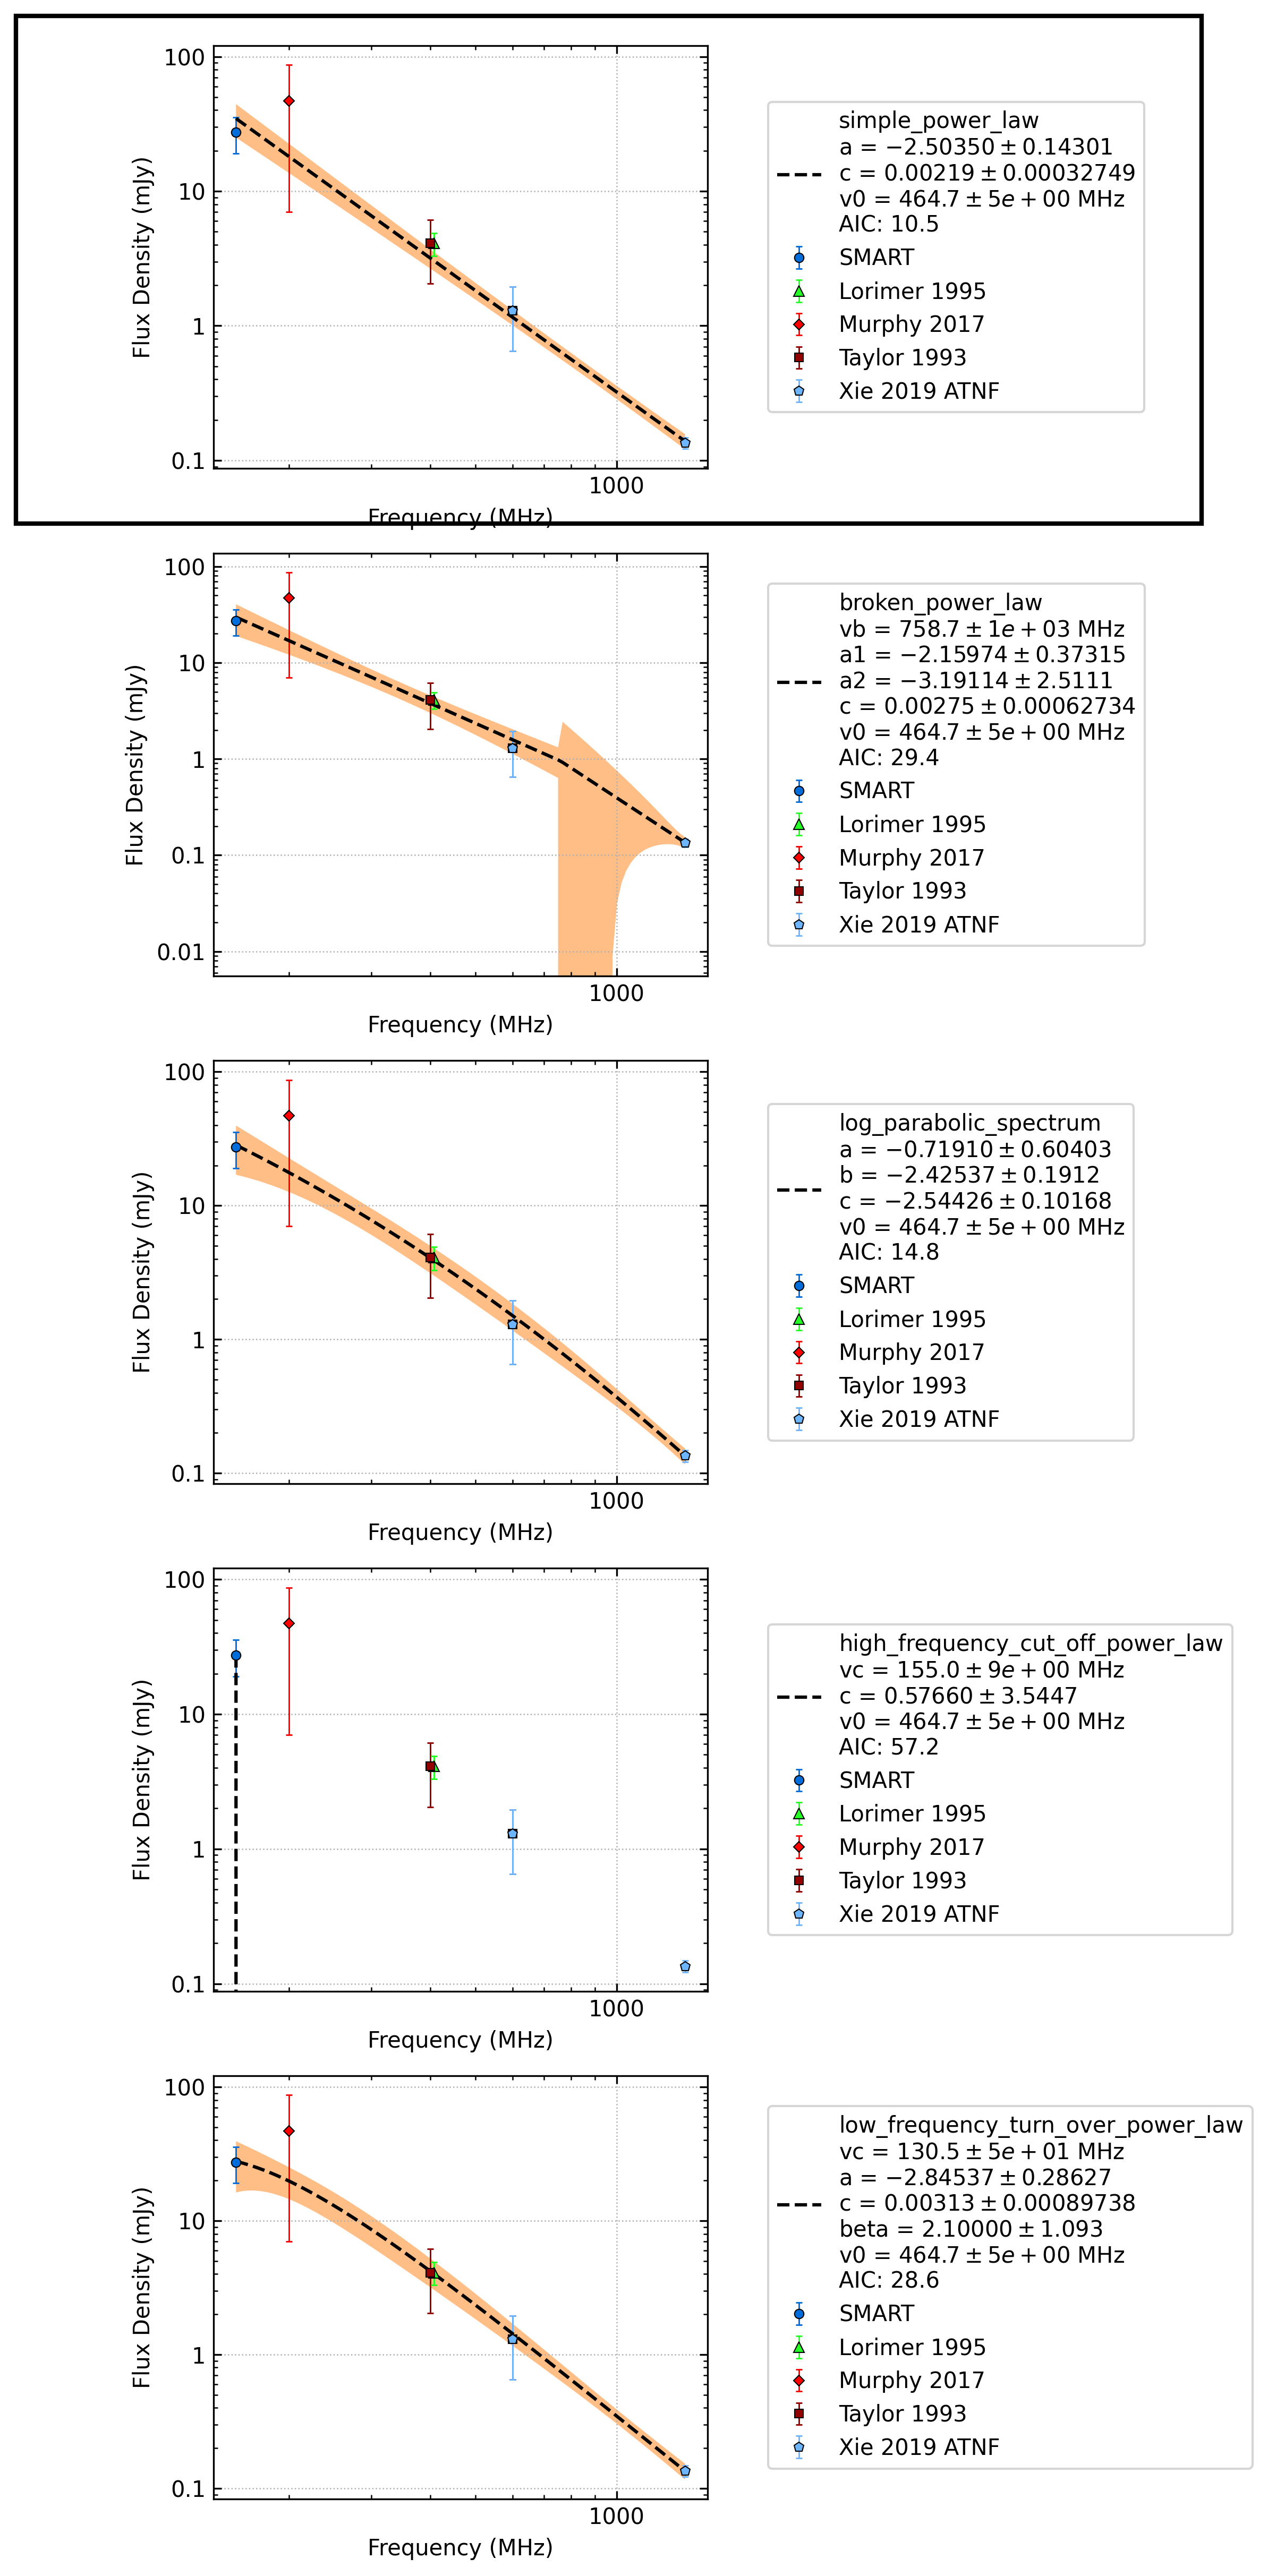 100
10
1
0.1
Flux Density (mJy)
1000
Frequency (MHz)
simple_power_law
a = −2.50350 ± 0.14301
c = 0.00219 ± 0.00032749
v0 = 464.7 ± 5e + 00 MHz
AIC: 10.5
SMART
Lorimer 1995
Murphy 2017
Taylor 1993
Xie 2019 ATNF
100
10
1
0.1
0.01
Flux Density (mJy)
1000
Frequency (MHz)
broken_power_law
vb = 758.7 ± 1e + 03 MHz
a1 = −2.15974 ± 0.37315
a2 = −3.19114 ± 2.5111
c = 0.00275 ± 0.00062734
v0 = 464.7 ± 5e + 00 MHz
AIC: 29.4
SMART
Lorimer 1995
Murphy 2017
Taylor 1993
Xie 2019 ATNF
100
10
1
0.1
Flux Density (mJy)
1000
Frequency (MHz)
log_parabolic_spectrum
a = −0.71910 ± 0.60403
b = −2.42537 ± 0.1912
c = −2.54426 ± 0.10168
v0 = 464.7 ± 5e + 00 MHz
AIC: 14.8
SMART
Lorimer 1995
Murphy 2017
Taylor 1993
Xie 2019 ATNF
100
10
1
0.1
Flux Density (mJy)
1000
Frequency (MHz)
high_frequency_cut_off_power_law
vc = 155.0 ± 9e + 00 MHz
c = 0.57660 ± 3.5447
v0 = 464.7 ± 5e + 00 MHz
AIC: 57.2
SMART
Lorimer 1995
Murphy 2017
Taylor 1993
Xie 2019 ATNF
100
10
1
0.1
Flux Density (mJy)
1000
Frequency (MHz)
low_frequency_turn_over_power_law
vc = 130.5 ± 5e + 01 MHz
a = −2.84537 ± 0.28627
c = 0.00313 ± 0.00089738
beta = 2.10000 ± 1.093
v0 = 464.7 ± 5e + 00 MHz
AIC: 28.6
SMART
Lorimer 1995
Murphy 2017
Taylor 1993
Xie 2019 ATNF